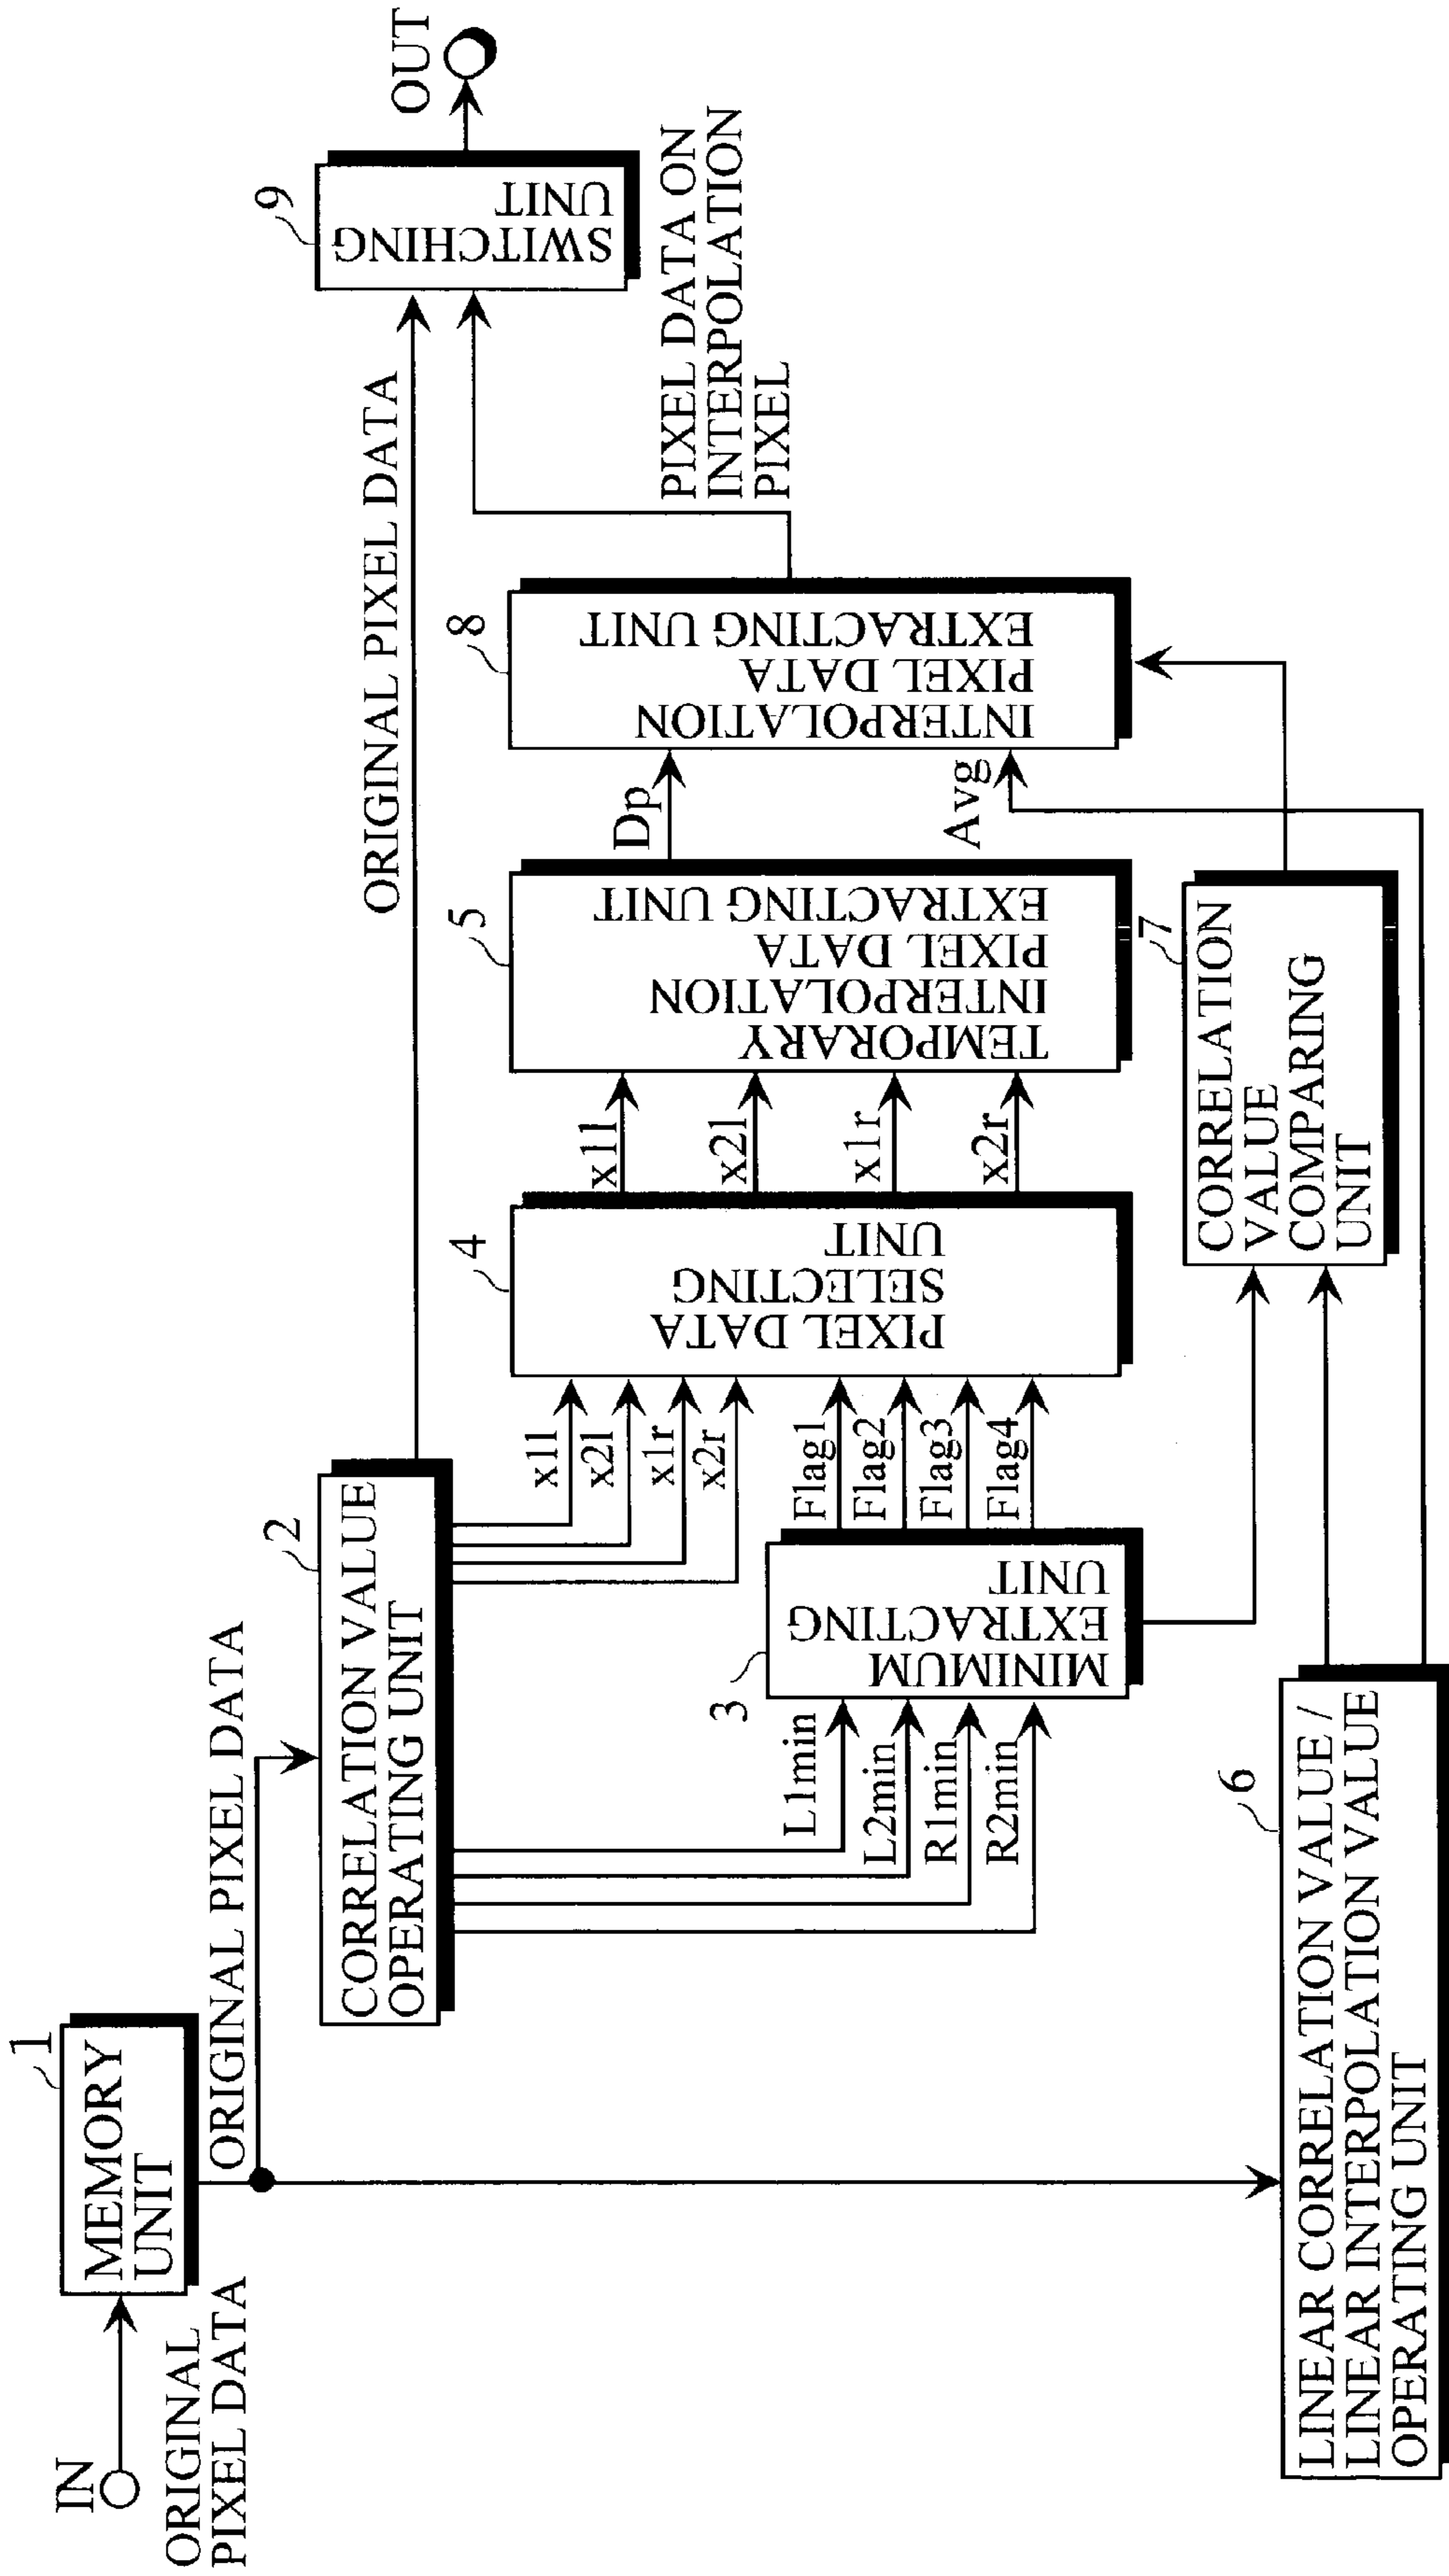 IN
ORIGINAL
PIXEL DATA
1
MEMORY
UNIT
ORIGINAL PIXEL DATA
2
CORRELATION VALUE
OPERATING UNIT
ORIGINAL PIXEL DATA
L1min
L2min
R1min
R2min
3
MINIMUM
EXTRACTING
UNIT
x1l
x2l
x1r
x2r
Flag1
Flag2
Flag3
Flag4
4
PIXEL DATA
SELECTING
UNIT
x1l
x2l
x1r
x2r
5
TEMPORARY
INTERPOLATION
PIXEL DATA
EXTRACTING UNIT
Dp
Avg
6
LINEAR CORRELATION VALUE /
LINEAR INTERPOLATION VALUE
OPERATING UNIT
7
CORRELATION
VALUE
COMPARING
UNIT
8
INTERPOLATION
PIXEL DATA
EXTRACTING UNIT
PIXEL DATA ON
INTERPOLATION
PIXEL
9
SWITCHING
UNIT
OUT